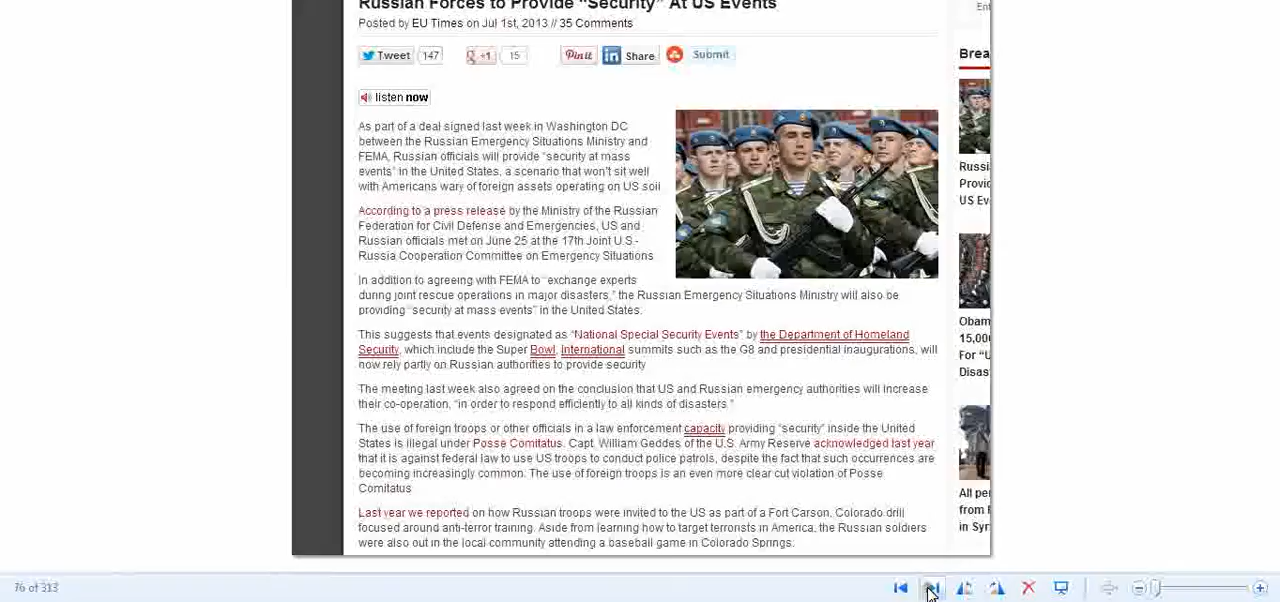 Russian Forces to Provide “Security” At US Events
Ent
Posted by EU Times on Jul 1st, 2013 // 35 Comments
Tweet 147 +1 15 Pin it in Share Submit
Brea
listen now
As part of a deal signed last week in Washington DC
between the Russian Emergency Situations Ministry and
FEMA, Russian officials will provide “security at mass
events” in the United States, a scenario that won’t sit well
with Americans wary of foreign assets operating on US soil
According to a press release by the Ministry of the Russian
Federation for Civil Defense and Emergencies, US and
Russian officials met on June 25 at the 17th Joint U.S.-
Russia Cooperation Committee on Emergency Situations
In addition to agreeing with FEMA to “exchange experts
during joint rescue operations in major disasters,” the Russian Emergency Situations Ministry will also be
providing “security at mass events” in the United States.
This suggests that events designated as “National Special Security Events” by the Department of Homeland
Security, which include the Super Bowl, International summits such as the G8 and presidential inaugurations, will
now rely partly on Russian authorities to provide security
The meeting last week also agreed on the conclusion that US and Russian emergency authorities will increase
their co-operation, “in order to respond efficiently to all kinds of disasters.”
The use of foreign troops or other officials in a law enforcement capacity providing “security” inside the United
States is illegal under Posse Comitatus. Capt. William Geddes of the U.S. Army Reserve acknowledged last year
that it is against federal law to use US troops to conduct police patrols, despite the fact that such occurrences are
becoming increasingly common. The use of foreign troops is an even more clear cut violation of Posse
Comitatus
Last year we reported on how Russian troops were invited to the US as part of a Fort Carson, Colorado drill
focused around anti-terror training. Aside from learning how to target terrorists in America, the Russian soldiers
were also out in the local community attending a baseball game in Colorado Springs.
Russi
Provid
US Ev
Obam
15,00
For “U
Disas
All per
from F
in Syr
76 of 313